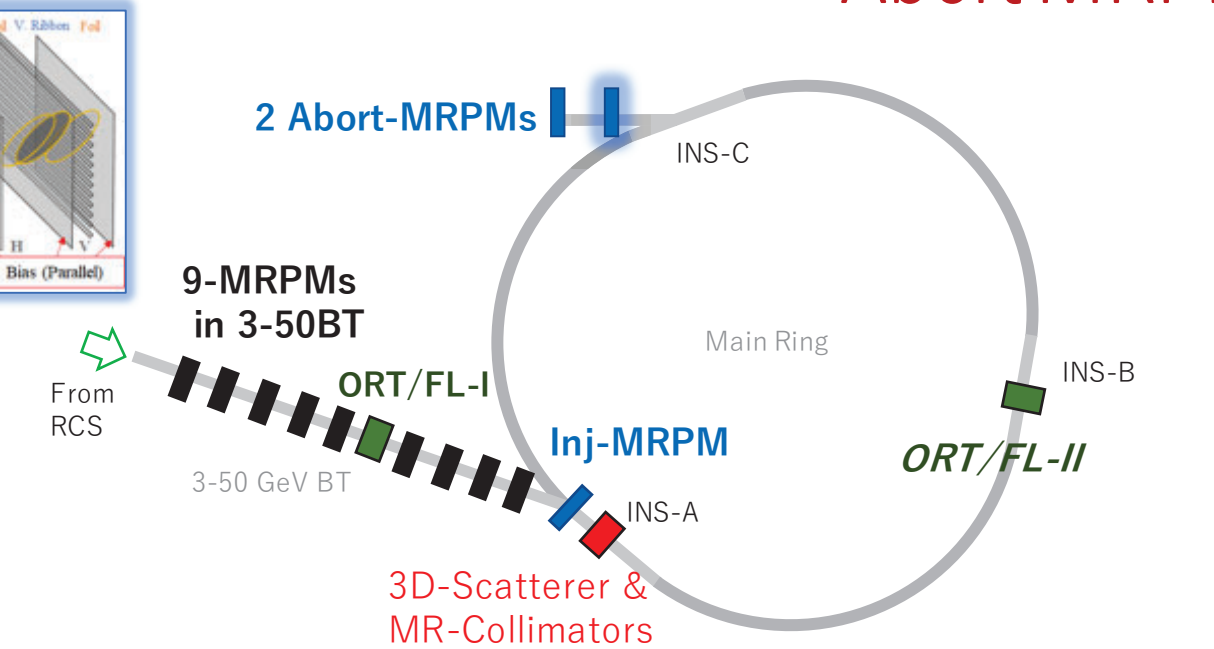 V. Ribbon Foil
H V
Bias (Parallel)
2 Abort-MRPMs
INS-C
9-MRPMs
in 3-50BT
From
RCS
ORT/FL-I
3-50 GeV BT
Main Ring
INS-B
ORT/FL-II
Inj-MRPM
INS-A
3D-Scatterer &
MR-Collimators